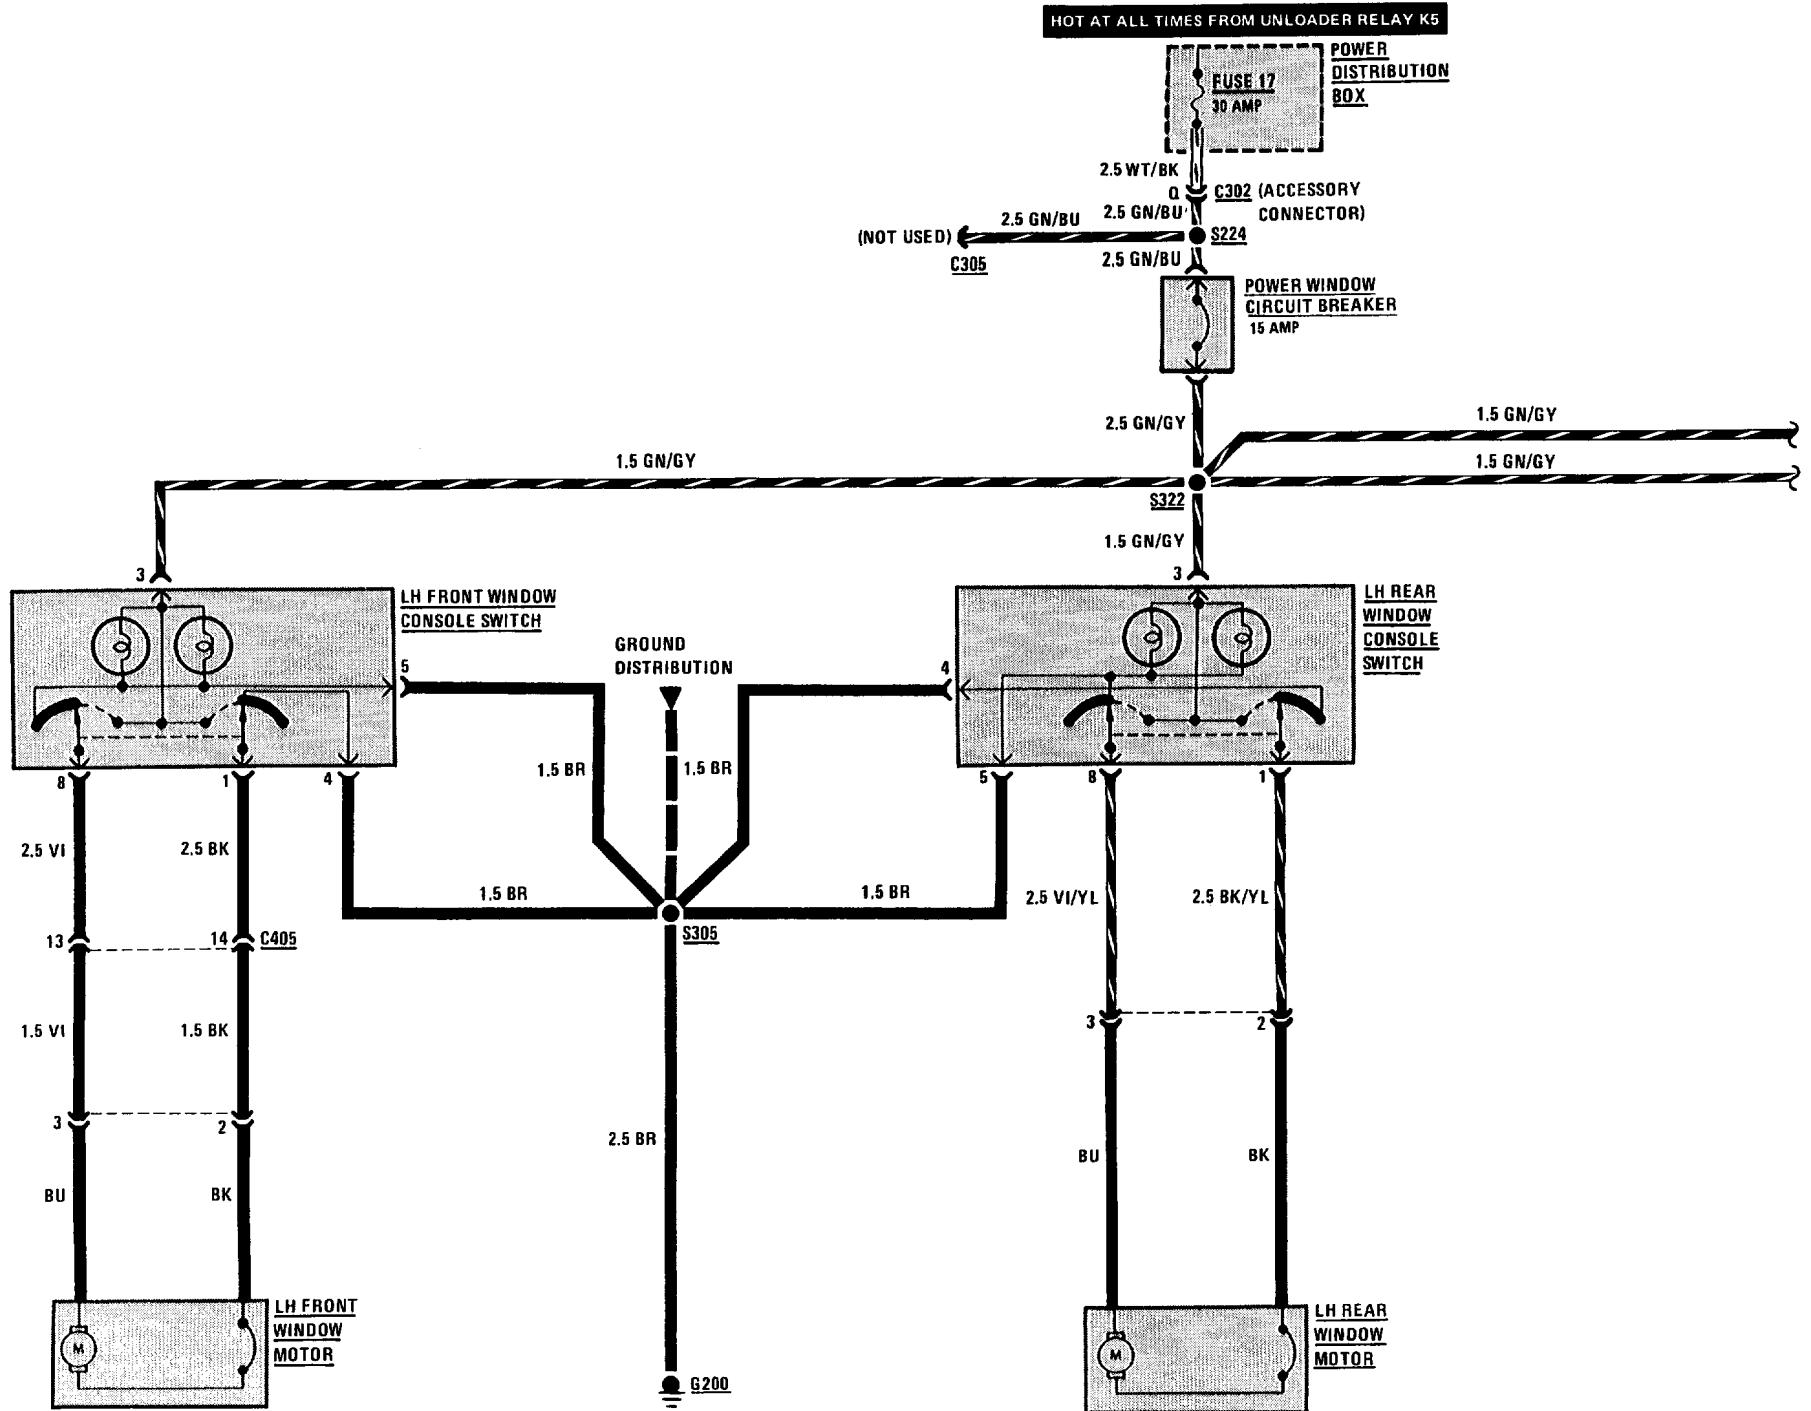 HOT AT ALL TIMES FROM UNLOADER RELAY K5
POWER
DISTRIBUTION
BOX
FUSE 17
30 AMP
2.5 WT/BK
Q
C302 (ACCESSORY
CONNECTOR)
2.5 GN/BU
2.5 GN/BU
(NOT USED)
S224
C305
2.5 GN/BU
POWER WINDOW
CIRCUIT BREAKER
15 AMP
2.5 GN/GY
1.5 GN/GY
1.5 GN/GY
1.5 GN/GY
S322
1.5 GN/GY
3
3
LH FRONT WINDOW
CONSOLE SWITCH
LH REAR
WINDOW
CONSOLE
SWITCH
GROUND
DISTRIBUTION
5
4
1.5 BR
1.5 BR
8
1
4
5
8
1
2.5 VI
2.5 BK
1.5 BR
1.5 BR
2.5 VI/YL
2.5 BK/YL
13
14
C405
S305
1.5 VI
1.5 BK
3
2
3
2
2.5 BR
BU
BK
BU
BK
LH FRONT
WINDOW
MOTOR
M
LH REAR
WINDOW
MOTOR
M
G200